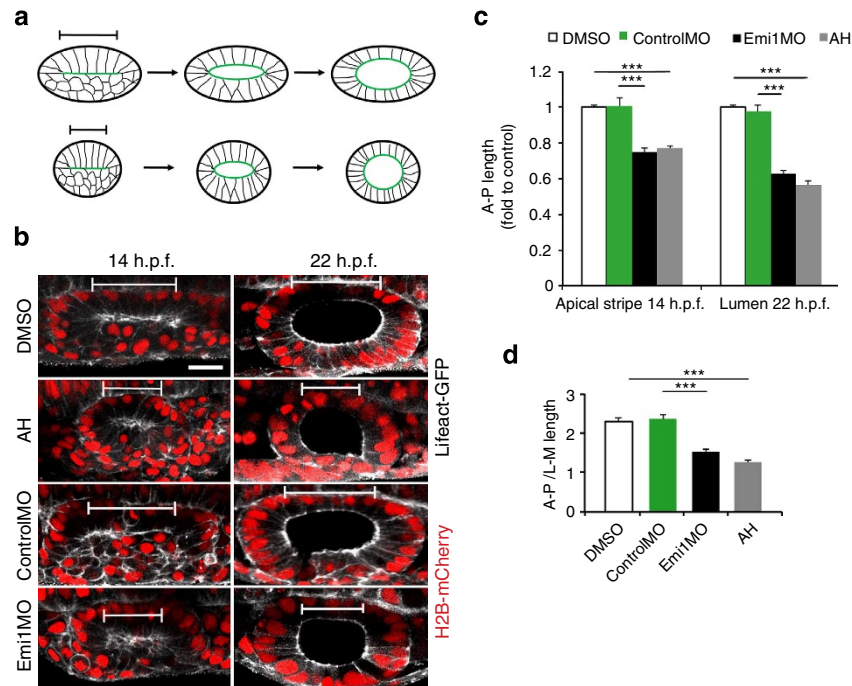 a
b
14 h.p.f.
22 h.p.f.
DMSO
AH
ControlMO
Emi1MO
Lifeact-GFP
H2B-mCherry
c
DMSO ControlMO Emi1MO AH
***
***
***
***
A-P length
(fold to control)
1.2
1
0.8
0.6
0.4
0.2
0
Apical stripe 14 h.p.f.
Lumen 22 h.p.f.
d
***
***
A-P /L-M length
3
2
1
0
DMSO
ControlMO
Emi1MO
AH